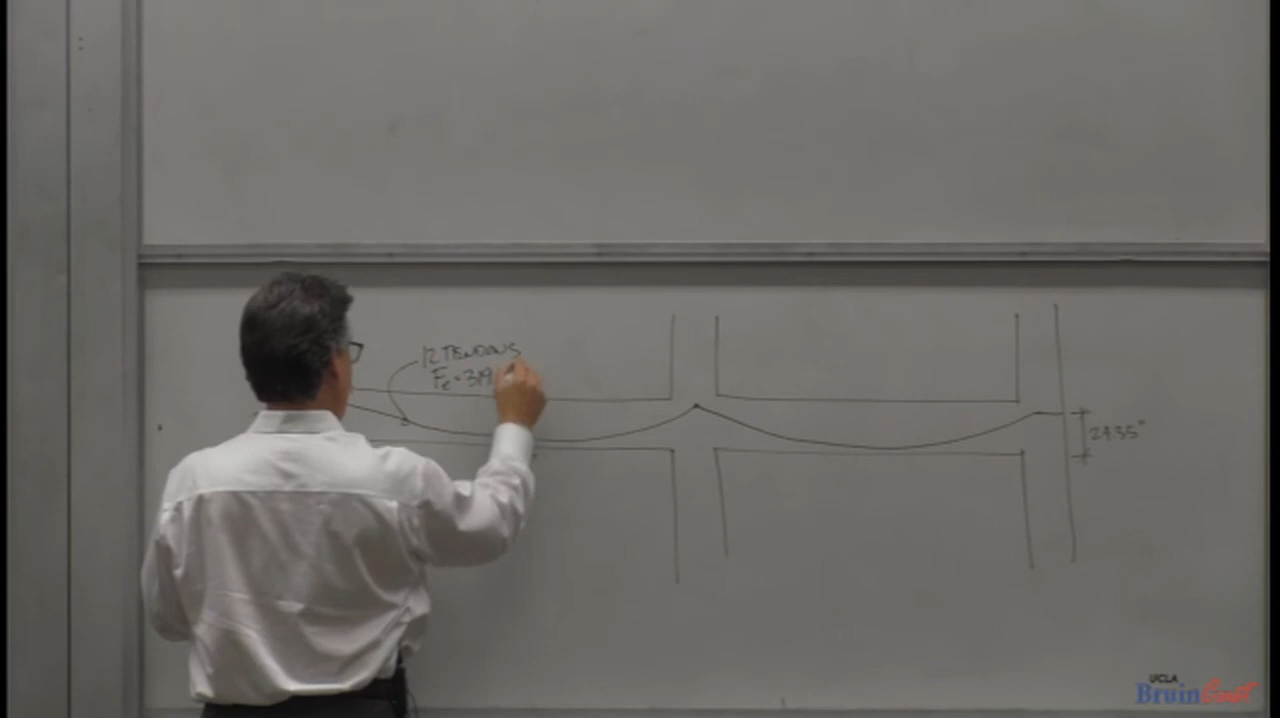 12 TENDONS
Fe = 319
24.35"
UCLA
BruinCast